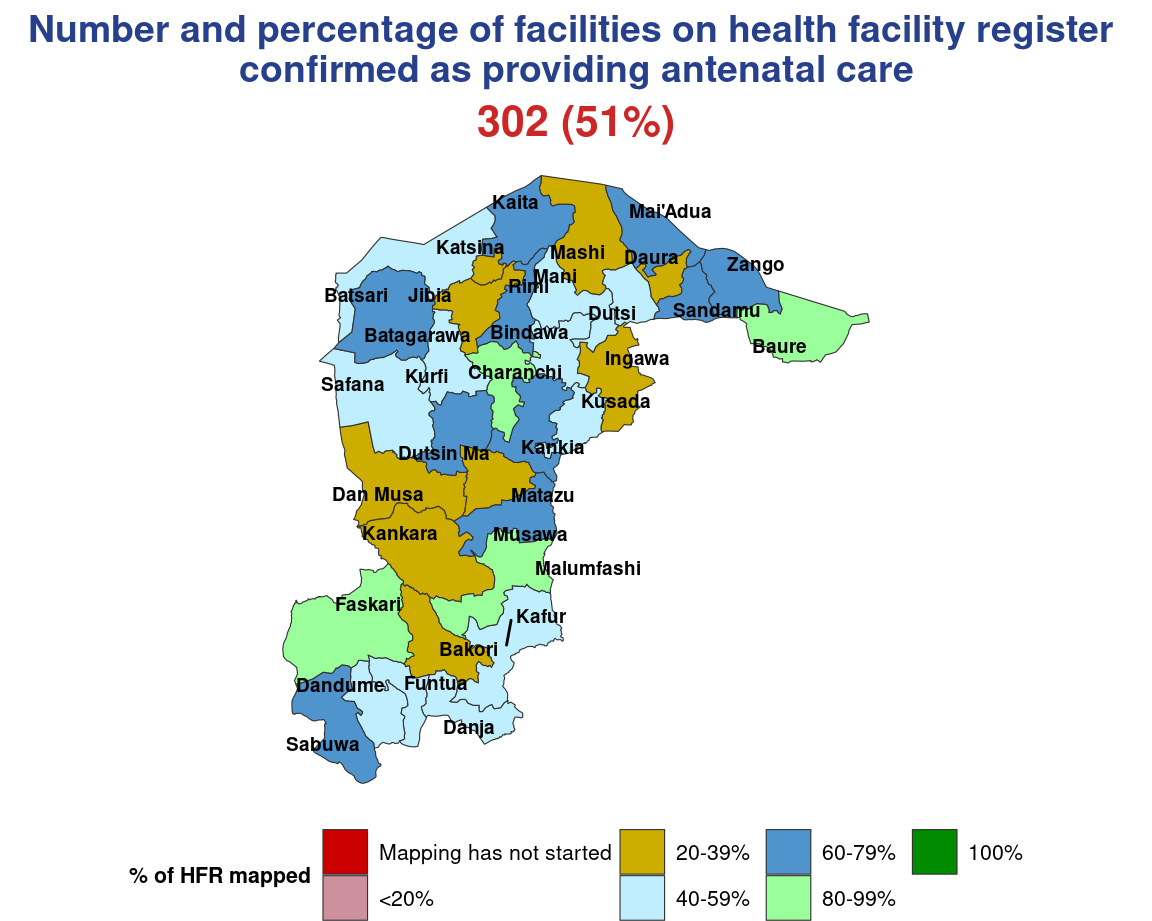 Number and percentage of facilities on health facility register
confirmed as providing antenatal care
302 (51%)
Kaita
Mai'Adua
Katsina
Mashi
Daura
Zango
Mani
Rimi
Batsari
Jibia
Dutsi
Sandamu
Batagarawa
Bindawa
Baure
Ingawa
Charanchi
Kurfi
Safana
Kusada
Kankia
Dutsin Ma
Dan Musa
Matazu
Kankara
Musawa
Malumfashi
Faskari
Kafur
Bakori
Dandume
Funtua
Danja
Sabuwa
% of HFR mapped
Mapping has not started
<20%
20-39%
40-59%
60-79%
80-99%
100%